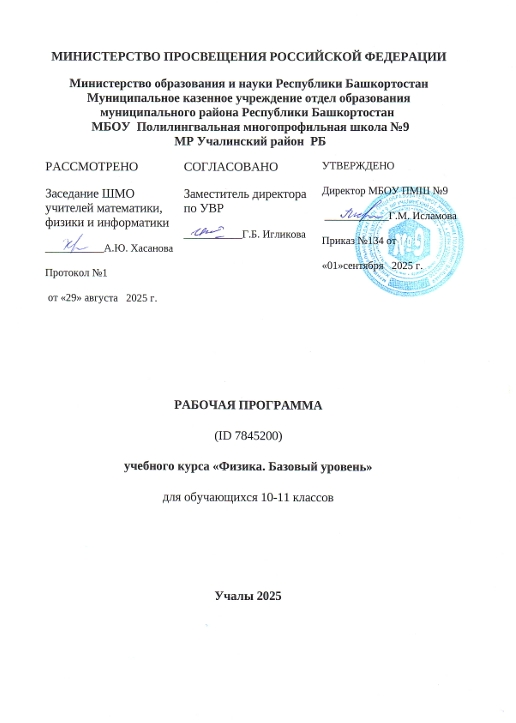 МИНИСТЕРСТВО ПРОСВЕЩЕНИЯ РОССИЙСКОЙ ФЕДЕРАЦИИ
Министерство образования и науки Республики Башкортостан
Муниципальное казенное учреждение отдел образования
муниципального района Республики Башкортостан
МБОУ Полилингвальная многопрофильная школа №9
МР Учалинский район РБ
РАССМОТРЕНО
Заседание ШМО
учителей математики,
физики и информатики
А.Ю. Хасанова
Протокол №1
от «29» августа 2025 г.
СОГЛАСОВАНО
Заместитель директора
по УВР
Г.Б. Игликова
УТВЕРЖДЕНО
Директор МБОУ ПМШ №9
Г.М. Исламова
Приказ №134 от
«01»сентября 2025 г.
№9
РАБОЧАЯ ПРОГРАММА
(ID 7845200)
учебного курса «Физика. Базовый уровень»
для обучающихся 10-11 классов
Учалы 2025